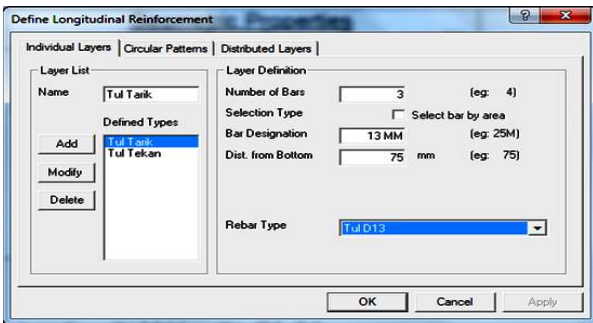 Define Longitudinal Reinforcement
Individual Layers Circular Patterns Distributed Layers
Layer List
Name Tul Tarik
Defined Types
Tul Tarik
Tul Tekan
Add
Modify
Delete
Layer Definition
Number of Bars 3 (eg: 4)
Selection Type Select bar by area
Bar Designation 13 MM (eg: 25M)
Dist. from Bottom 75 mm (eg: 75)
Rebar Type Tul D13
OK Cancel Apply